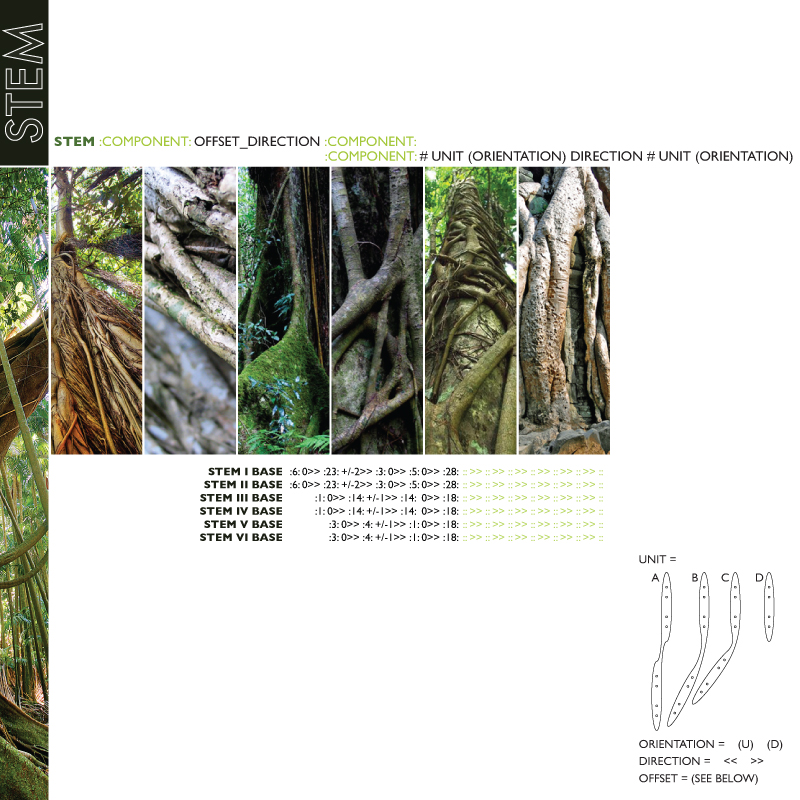 STEM
STEM :COMPONENT: OFFSET_DIRECTION :COMPONENT:
:COMPONENT: # UNIT (ORIENTATION) DIRECTION # UNIT (ORIENTATION)
STEM I BASE :6: 0>> :23: +/-2>> :3: 0>> :5: 0>> :28: :: >> :: >> :: >> :: >> :: >> :: >> ::
STEM II BASE :6: 0>> :23: +/-2>> :3: 0>> :5: 0>> :28: :: >> :: >> :: >> :: >> :: >> :: >> ::
STEM III BASE :1: 0>> :14: +/-1>> :14: 0>> :18: :: >> :: >> :: >> :: >> :: >> :: >> ::
STEM IV BASE :1: 0>> :14: +/-1>> :14: 0>> :18: :: >> :: >> :: >> :: >> :: >> :: >> ::
STEM V BASE :3: 0>> :4: +/-1>> :1: 0>> :18: :: >> :: >> :: >> :: >> :: >> :: >> ::
STEM VI BASE :3: 0>> :4: +/-1>> :1: 0>> :18: :: >> :: >> :: >> :: >> :: >> :: >> ::
UNIT =
A B C D
ORIENTATION = (U) (D)
DIRECTION = << >>
OFFSET = (SEE BELOW)